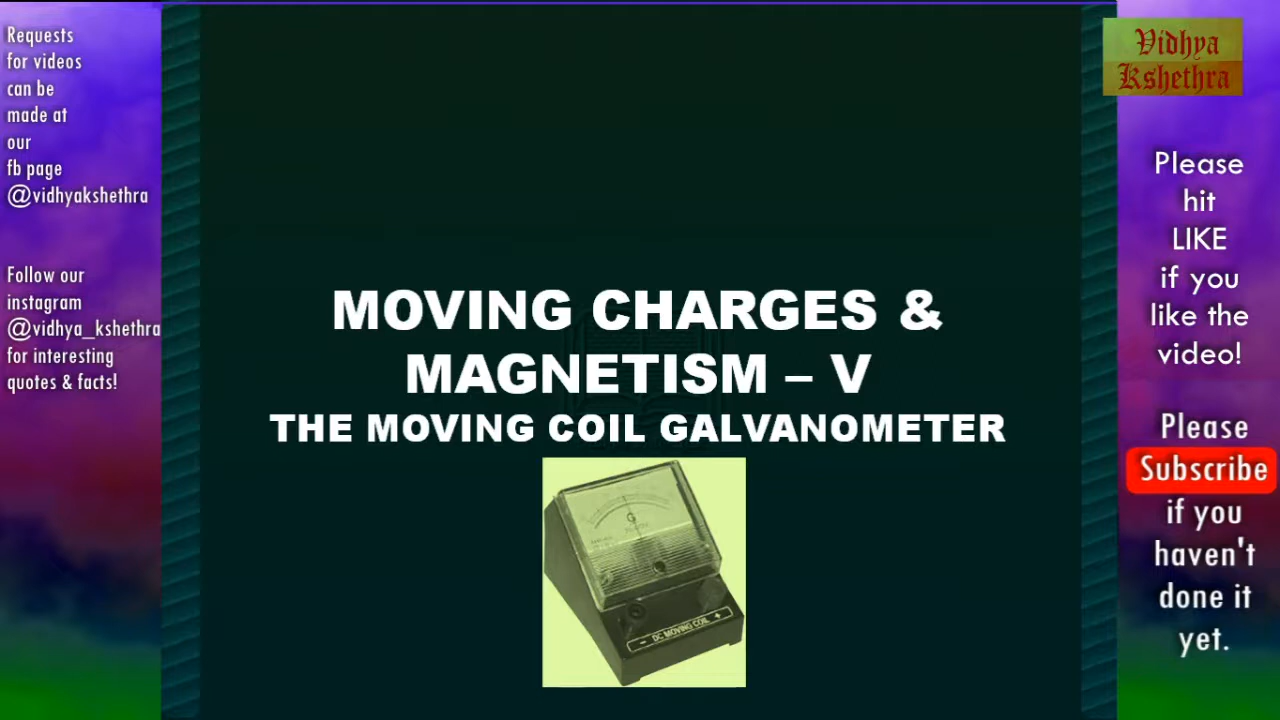 Requests
for videos
can be
made at
our
fb page
@vidhyakshethra
Follow our
instagram
@vidhya_kshethra
for interesting
quotes & facts!
MOVING CHARGES &
MAGNETISM – V
THE MOVING COIL GALVANOMETER
G
– DC MOVING COIL +
Vidhya
Kshethra
Please
hit
LIKE
if you
like the
video!
Please
Subscribe
if you
haven't
done it
yet.